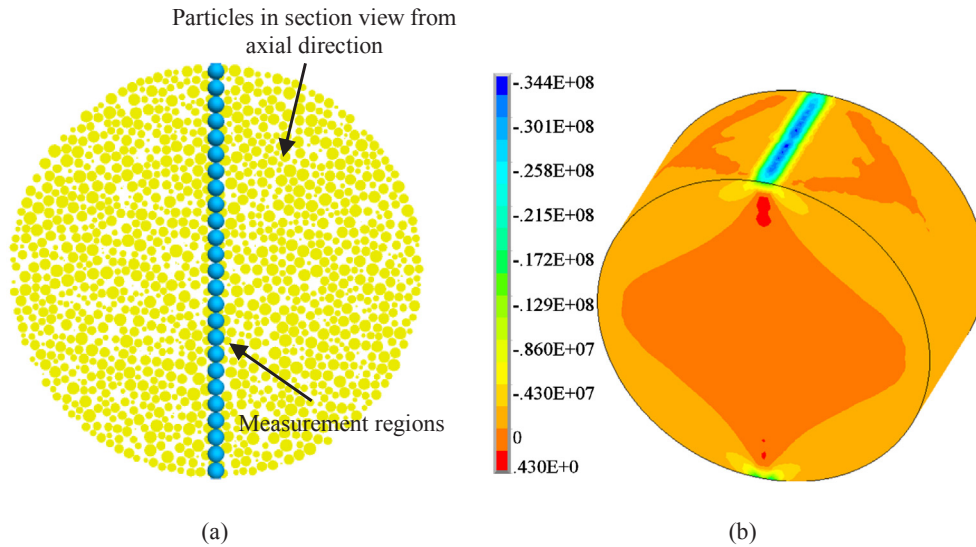 Particles in section view from
axial direction
Measurement regions
(a)
-.344E+08
-.301E+08
-.258E+08
-.215E+08
-.172E+08
-.129E+08
-.860E+07
-.430E+07
0
.430E+0
(b)